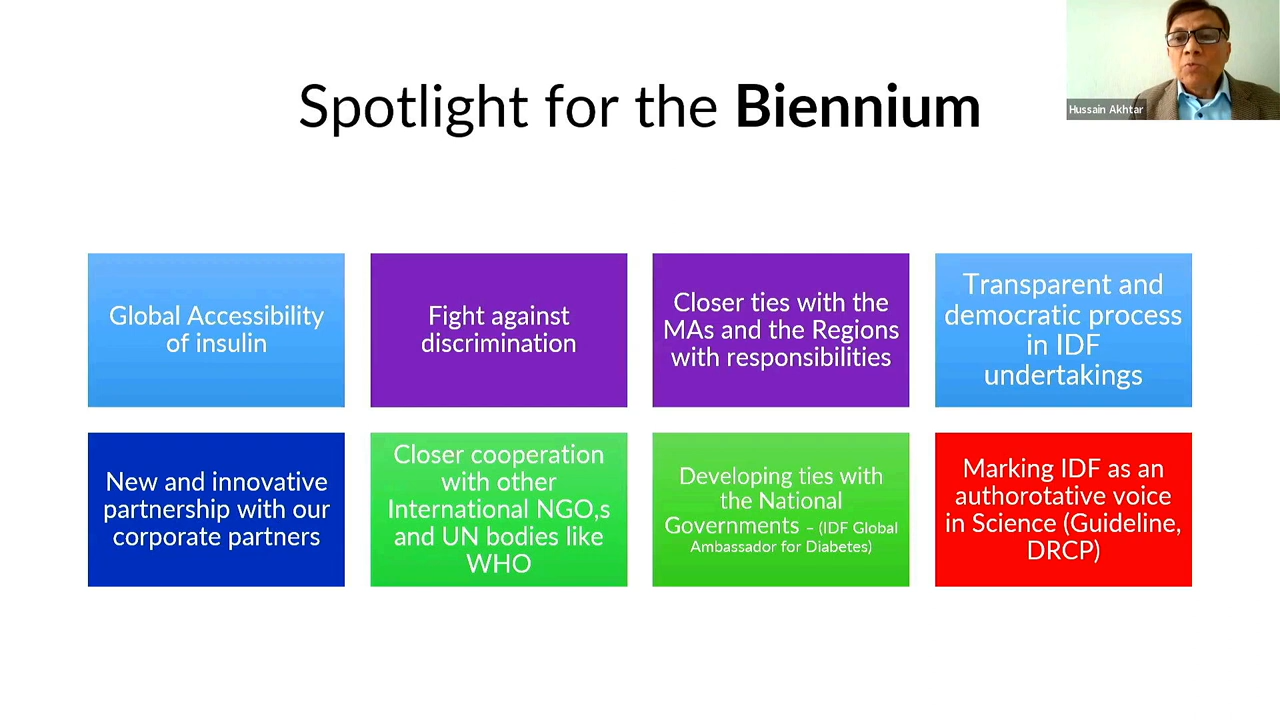 Spotlight for the Biennium
Hussain Akhtar
Global Accessibility
of insulin
Fight against
discrimination
Closer ties with the
MAs and the Regions
with responsibilities
Transparent and
democratic process
in IDF
undertakings
New and innovative
partnership with our
corporate partners
Closer cooperation
with other
International NGO,s
and UN bodies like
WHO
Developing ties with
the National
Governments – (IDF Global
Ambassador for Diabetes)
Marking IDF as an
authorotative voice
in Science (Guideline,
DRCP)